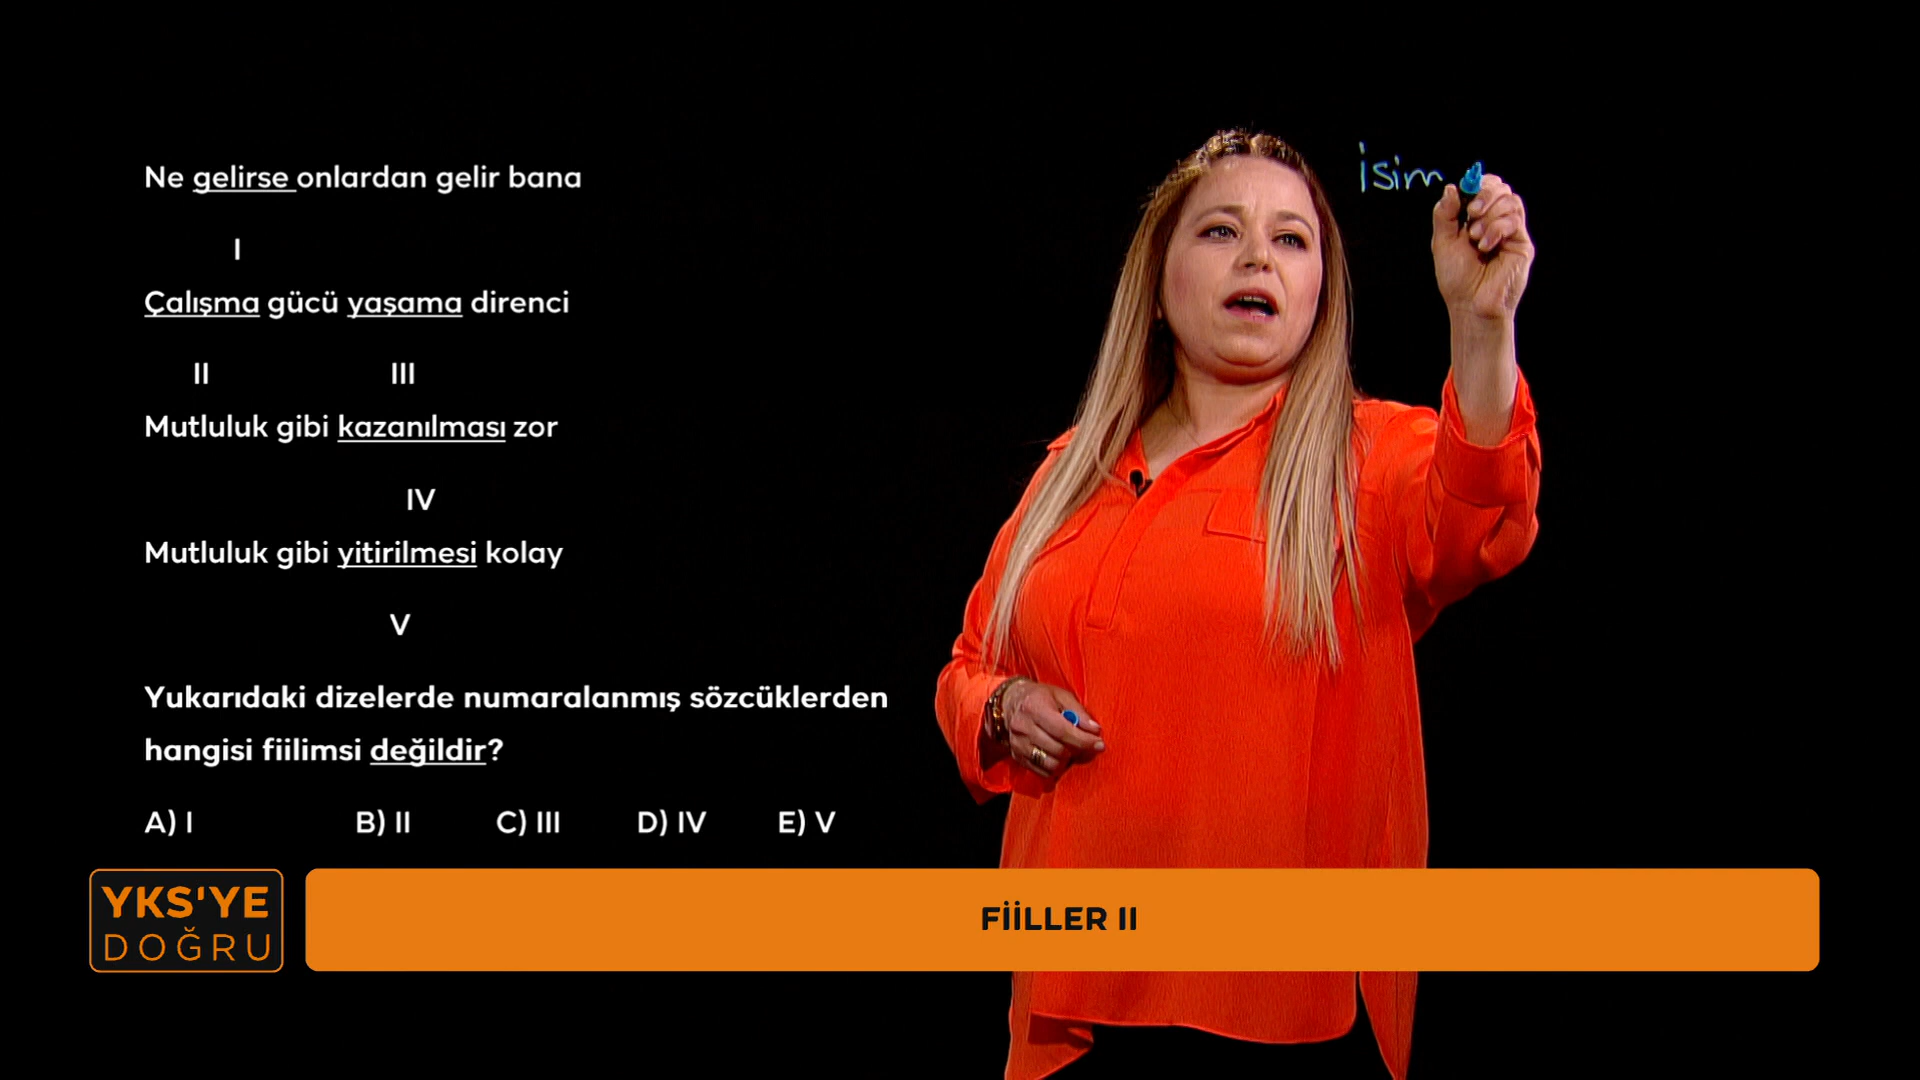 Ne gelirse onlardan gelir bana
I
Çalışma gücü yaşama direnci
II III
Mutluluk gibi kazanılması zor
IV
Mutluluk gibi yitirilmesi kolay
V
Yukarıdaki dizelerde numaralanmış sözcüklerden
hangisi fiilimsi değildir?
A) I B) II C) III D) IV E) V
İsim
YKS'YE
DOĞRU
FİİLLER II